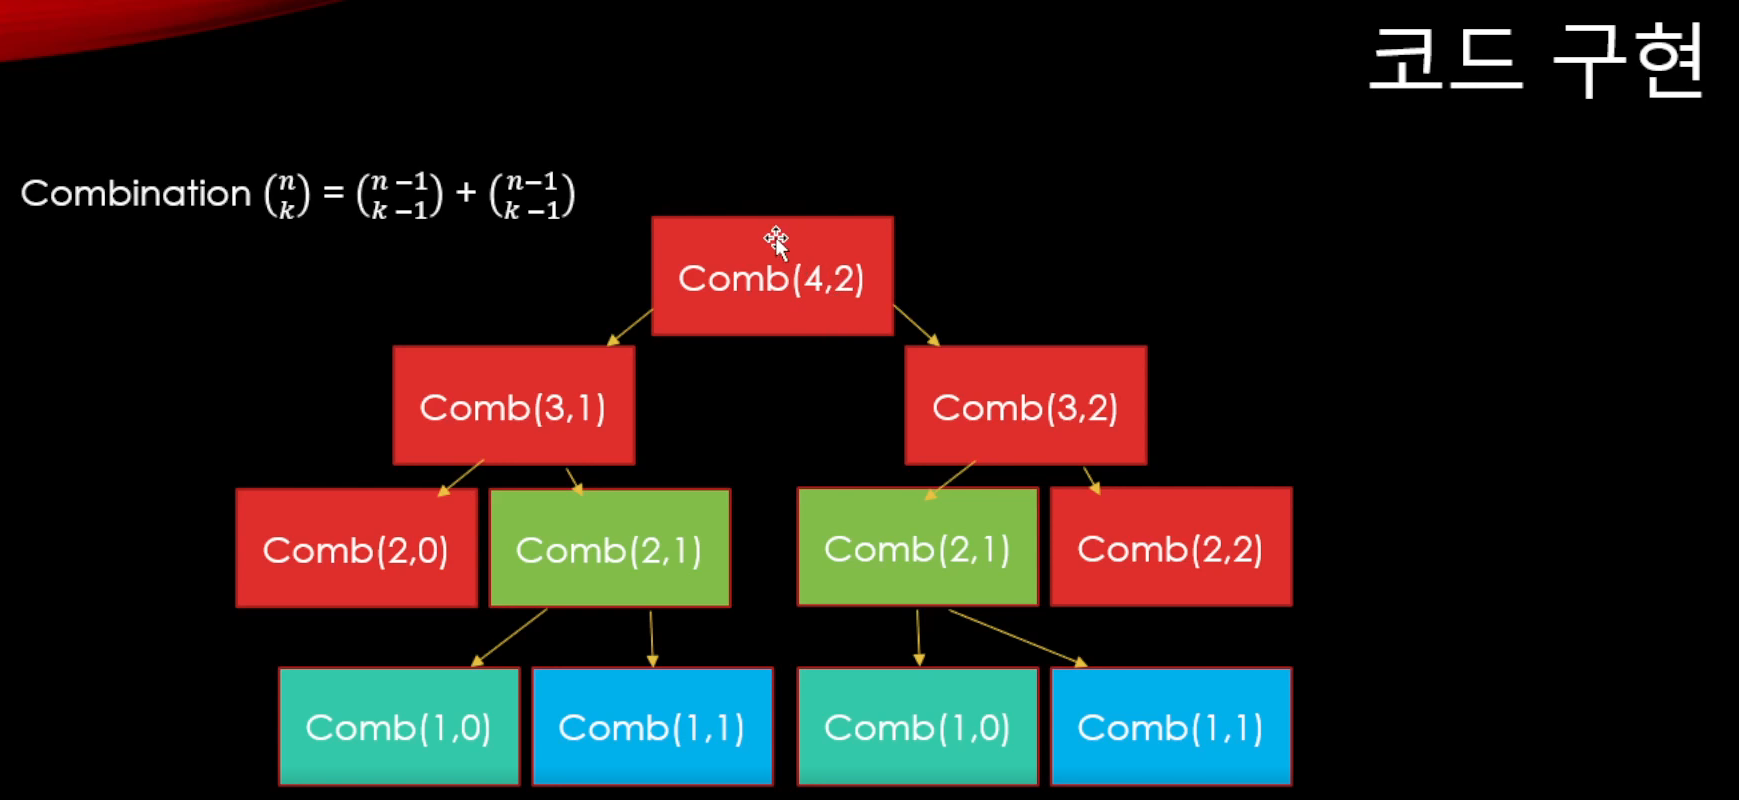 코드 구현
Combination (n k) = (n −1 k −1) + (n−1 k −1)
Comb(4,2)
Comb(3,1) Comb(3,2)
Comb(2,0) Comb(2,1) Comb(2,1) Comb(2,2)
Comb(1,0) Comb(1,1) Comb(1,0) Comb(1,1)